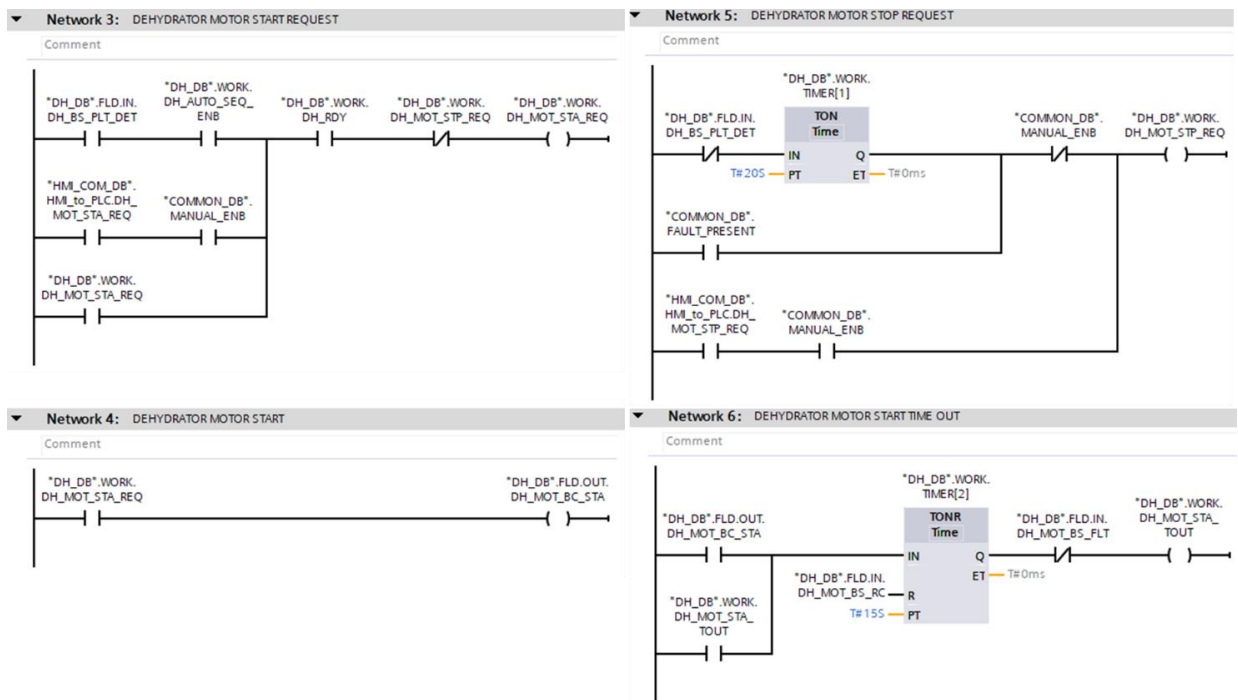 Network 3: DEHYDRATOR MOTOR START REQUEST
Comment
"DH_DB".FLD.IN.
DH_BS_PLT_DET
"DH_DB".WORK.
DH_AUTO_SEQ_
ENB
"DH_DB".WORK.
DH_RDY
"DH_DB".WORK.
DH_MOT_STP_REQ
"DH_DB".WORK.
DH_MOT_STA_REQ
"HMI_COM_DB".
HMI_to_PLC.DH_
MOT_STA_REQ
"COMMON_DB".
MANUAL_ENB
"DH_DB".WORK.
DH_MOT_STA_REQ
Network 4: DEHYDRATOR MOTOR START
Comment
"DH_DB".WORK.
DH_MOT_STA_REQ
"DH_DB".FLD.OUT.
DH_MOT_BC_STA
Network 5: DEHYDRATOR MOTOR STOP REQUEST
Comment
"DH_DB".FLD.IN.
DH_BS_PLT_DET
"DH_DB".WORK.
TIMER[1]
TON
Time
IN Q
T#20S PT ET T#0ms
"COMMON_DB".
MANUAL_ENB
"DH_DB".WORK.
DH_MOT_STP_REQ
"COMMON_DB".
FAULT_PRESENT
"HMI_COM_DB".
HMI_to_PLC.DH_
MOT_STP_REQ
"COMMON_DB".
MANUAL_ENB
Network 6: DEHYDRATOR MOTOR START TIME OUT
Comment
"DH_DB".FLD.OUT.
DH_MOT_BC_STA
"DH_DB".WORK.
TIMER[2]
TONR
Time
IN Q
ET T#0ms
"DH_DB".FLD.IN.
DH_MOT_BS_RC R
T#15S PT
"DH_DB".FLD.IN.
DH_MOT_BS_FLT
"DH_DB".WORK.
DH_MOT_STA_
TOUT
"DH_DB".WORK.
DH_MOT_STA_
TOUT